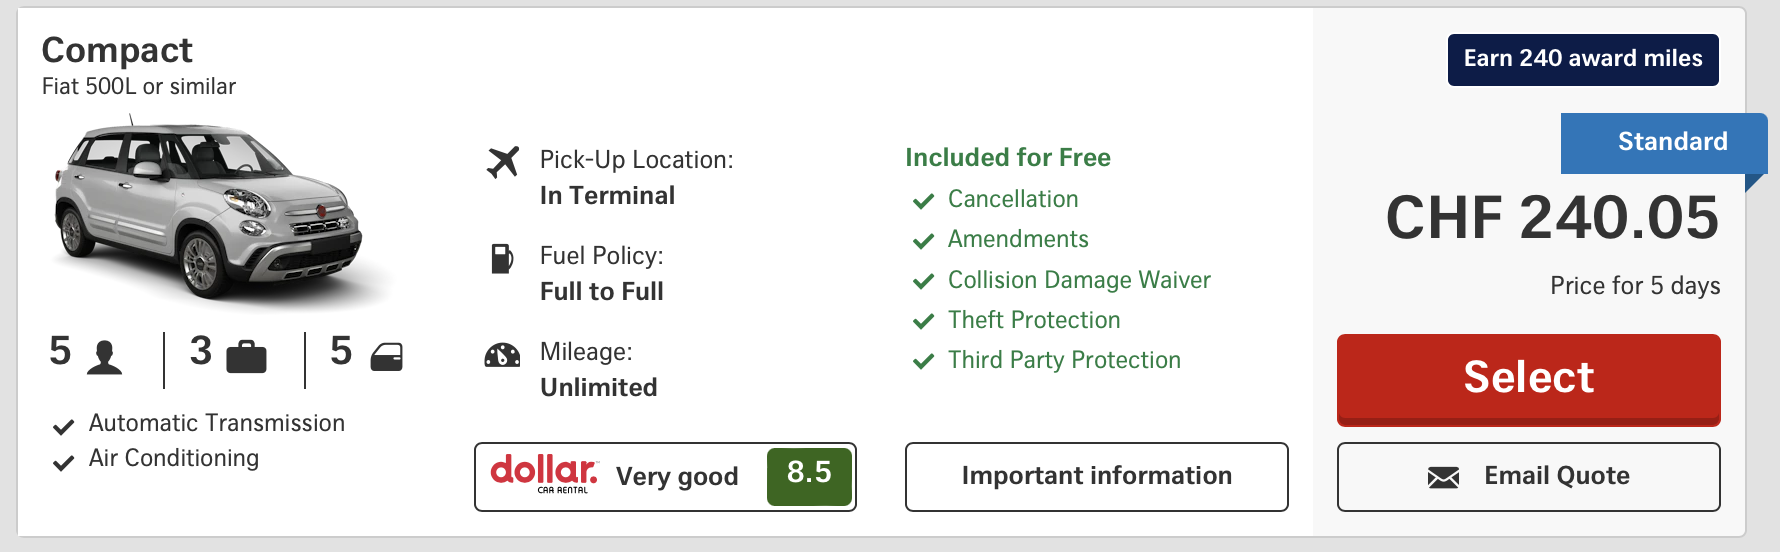 Compact
Fiat 500L or similar
5
3
5
Automatic Transmission
Air Conditioning
Pick-Up Location:
In Terminal
Fuel Policy:
Full to Full
Mileage:
Unlimited
dollar.
CAR RENTAL
Very good
8.5
Included for Free
Cancellation
Amendments
Collision Damage Waiver
Theft Protection
Third Party Protection
Important information
Earn 240 award miles
Standard
CHF 240.05
Price for 5 days
Select
Email Quote